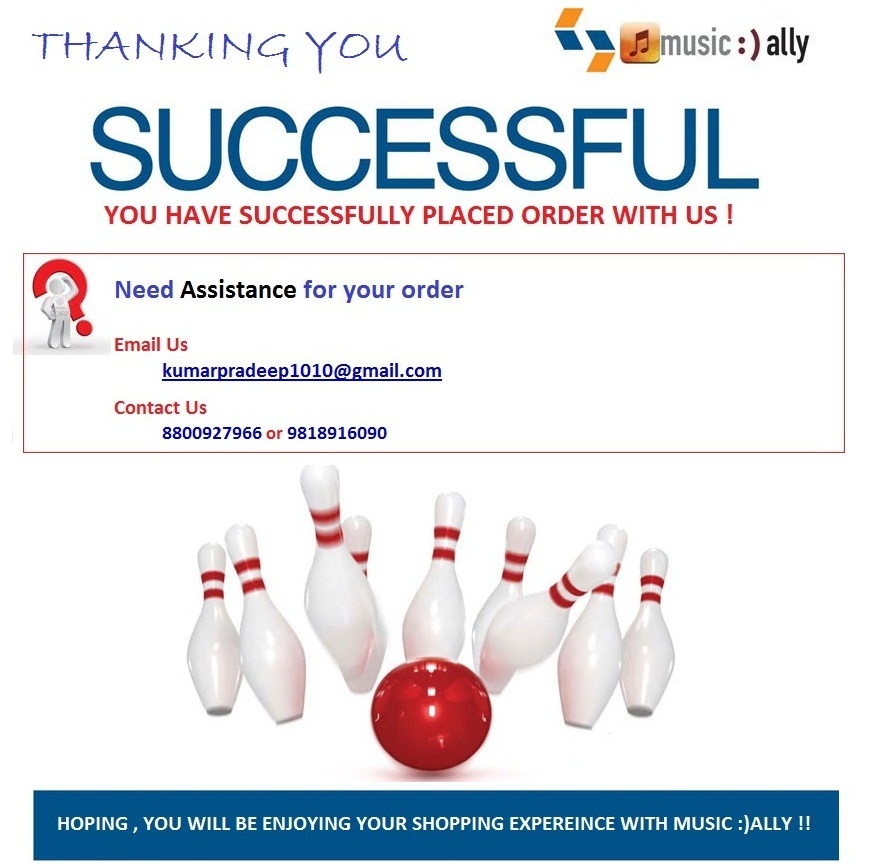 THANKING YOU
music :) ally
SUCCESSFUL
YOU HAVE SUCCESSFULLY PLACED ORDER WITH US !
Need Assistance for your order
Email Us
kumarpradeep1010@gmail.com
Contact Us
8800927966 or 9818916090
HOPING , YOU WILL BE ENJOYING YOUR SHOPPING EXPEREINCE WITH MUSIC :)ALLY !!